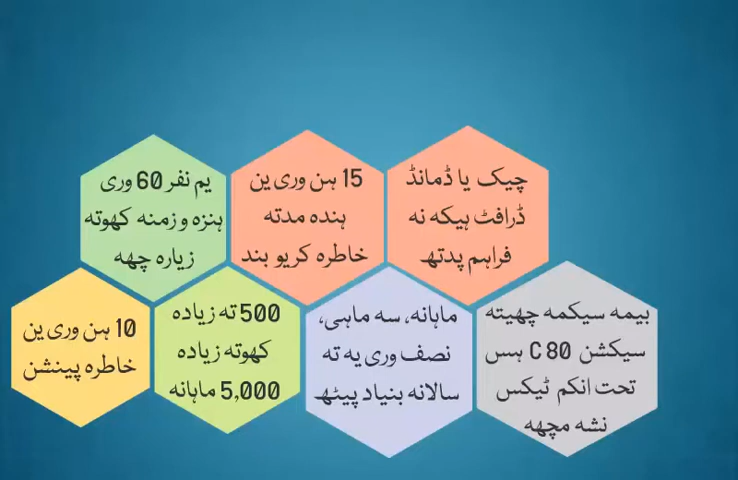 چیک یا ڈمانڈ
ڈرافٹ ہیکہ نہ
فراہم پدتھ
15 ہن وری ین
ہندہ مدتہ
خاطرہ کریو بند
یم نفر 60 وری
ہنزہ و زمنہ کھوتہ
زیارہ چھہ
بیمہ سیکمہ چھیتہ
سیکشن 80 C ہسں
تحت انکم ٹیکس
نشہ مچھہ
ماہانہ، سہ ماہی،
نصف وری یہ تہ
سالانہ بنیاد پیٹھ
500 تہ زیادہ
کھوتہ زیادہ
5,000 ماہانہ
10 ہن وری ین
خاطرہ پینشن